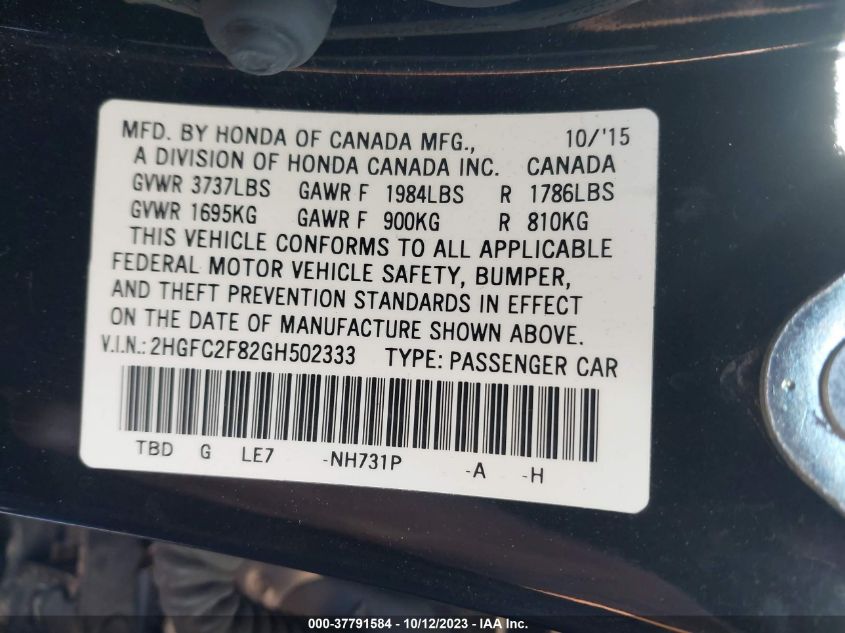 MFD. BY HONDA OF CANADA MFG., 10/'15
A DIVISION OF HONDA CANADA INC. CANADA
GVWR 3737LBS GAWR F 1984LBS R 1786LBS
GVWR 1695KG GAWR F 900KG R 810KG
THIS VEHICLE CONFORMS TO ALL APPLICABLE
FEDERAL MOTOR VEHICLE SAFETY, BUMPER,
AND THEFT PREVENTION STANDARDS IN EFFECT
ON THE DATE OF MANUFACTURE SHOWN ABOVE.
V.I.N.: 2HGFC2F82GH502333 TYPE: PASSENGER CAR
TBD G LE7 -NH731P -A -H
000-37791584 - 10/12/2023 - IAA Inc.